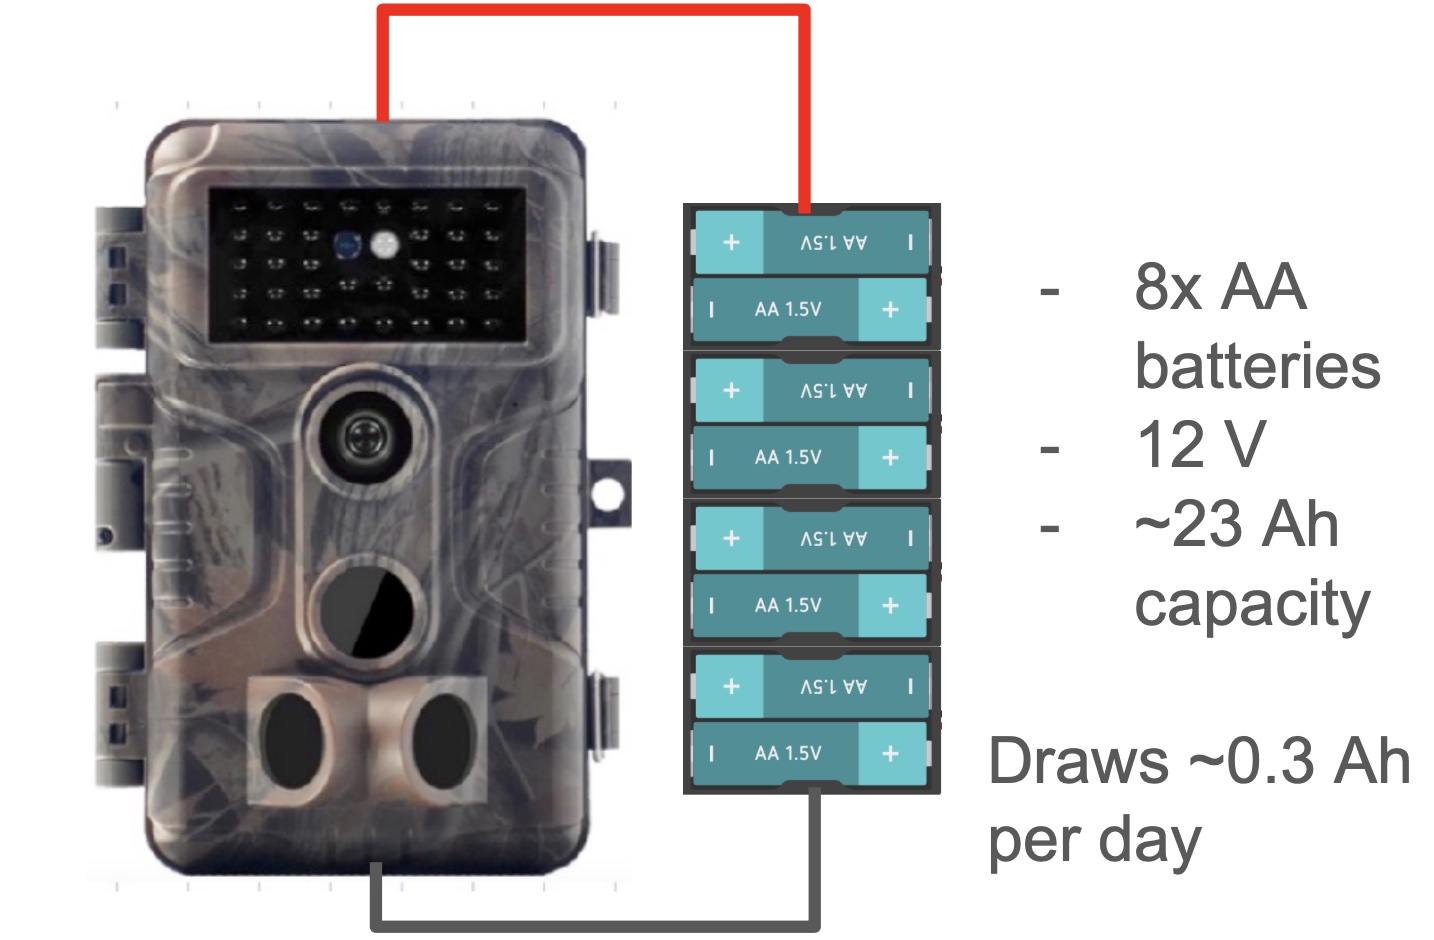 + AA 1.5V -
- AA 1.5V +
+ AA 1.5V -
- AA 1.5V +
+ AA 1.5V -
- AA 1.5V +
+ AA 1.5V -
- AA 1.5V +
- 8x AA
batteries
- 12 V
- ~23 Ah
capacity
Draws ~0.3 Ah
per day